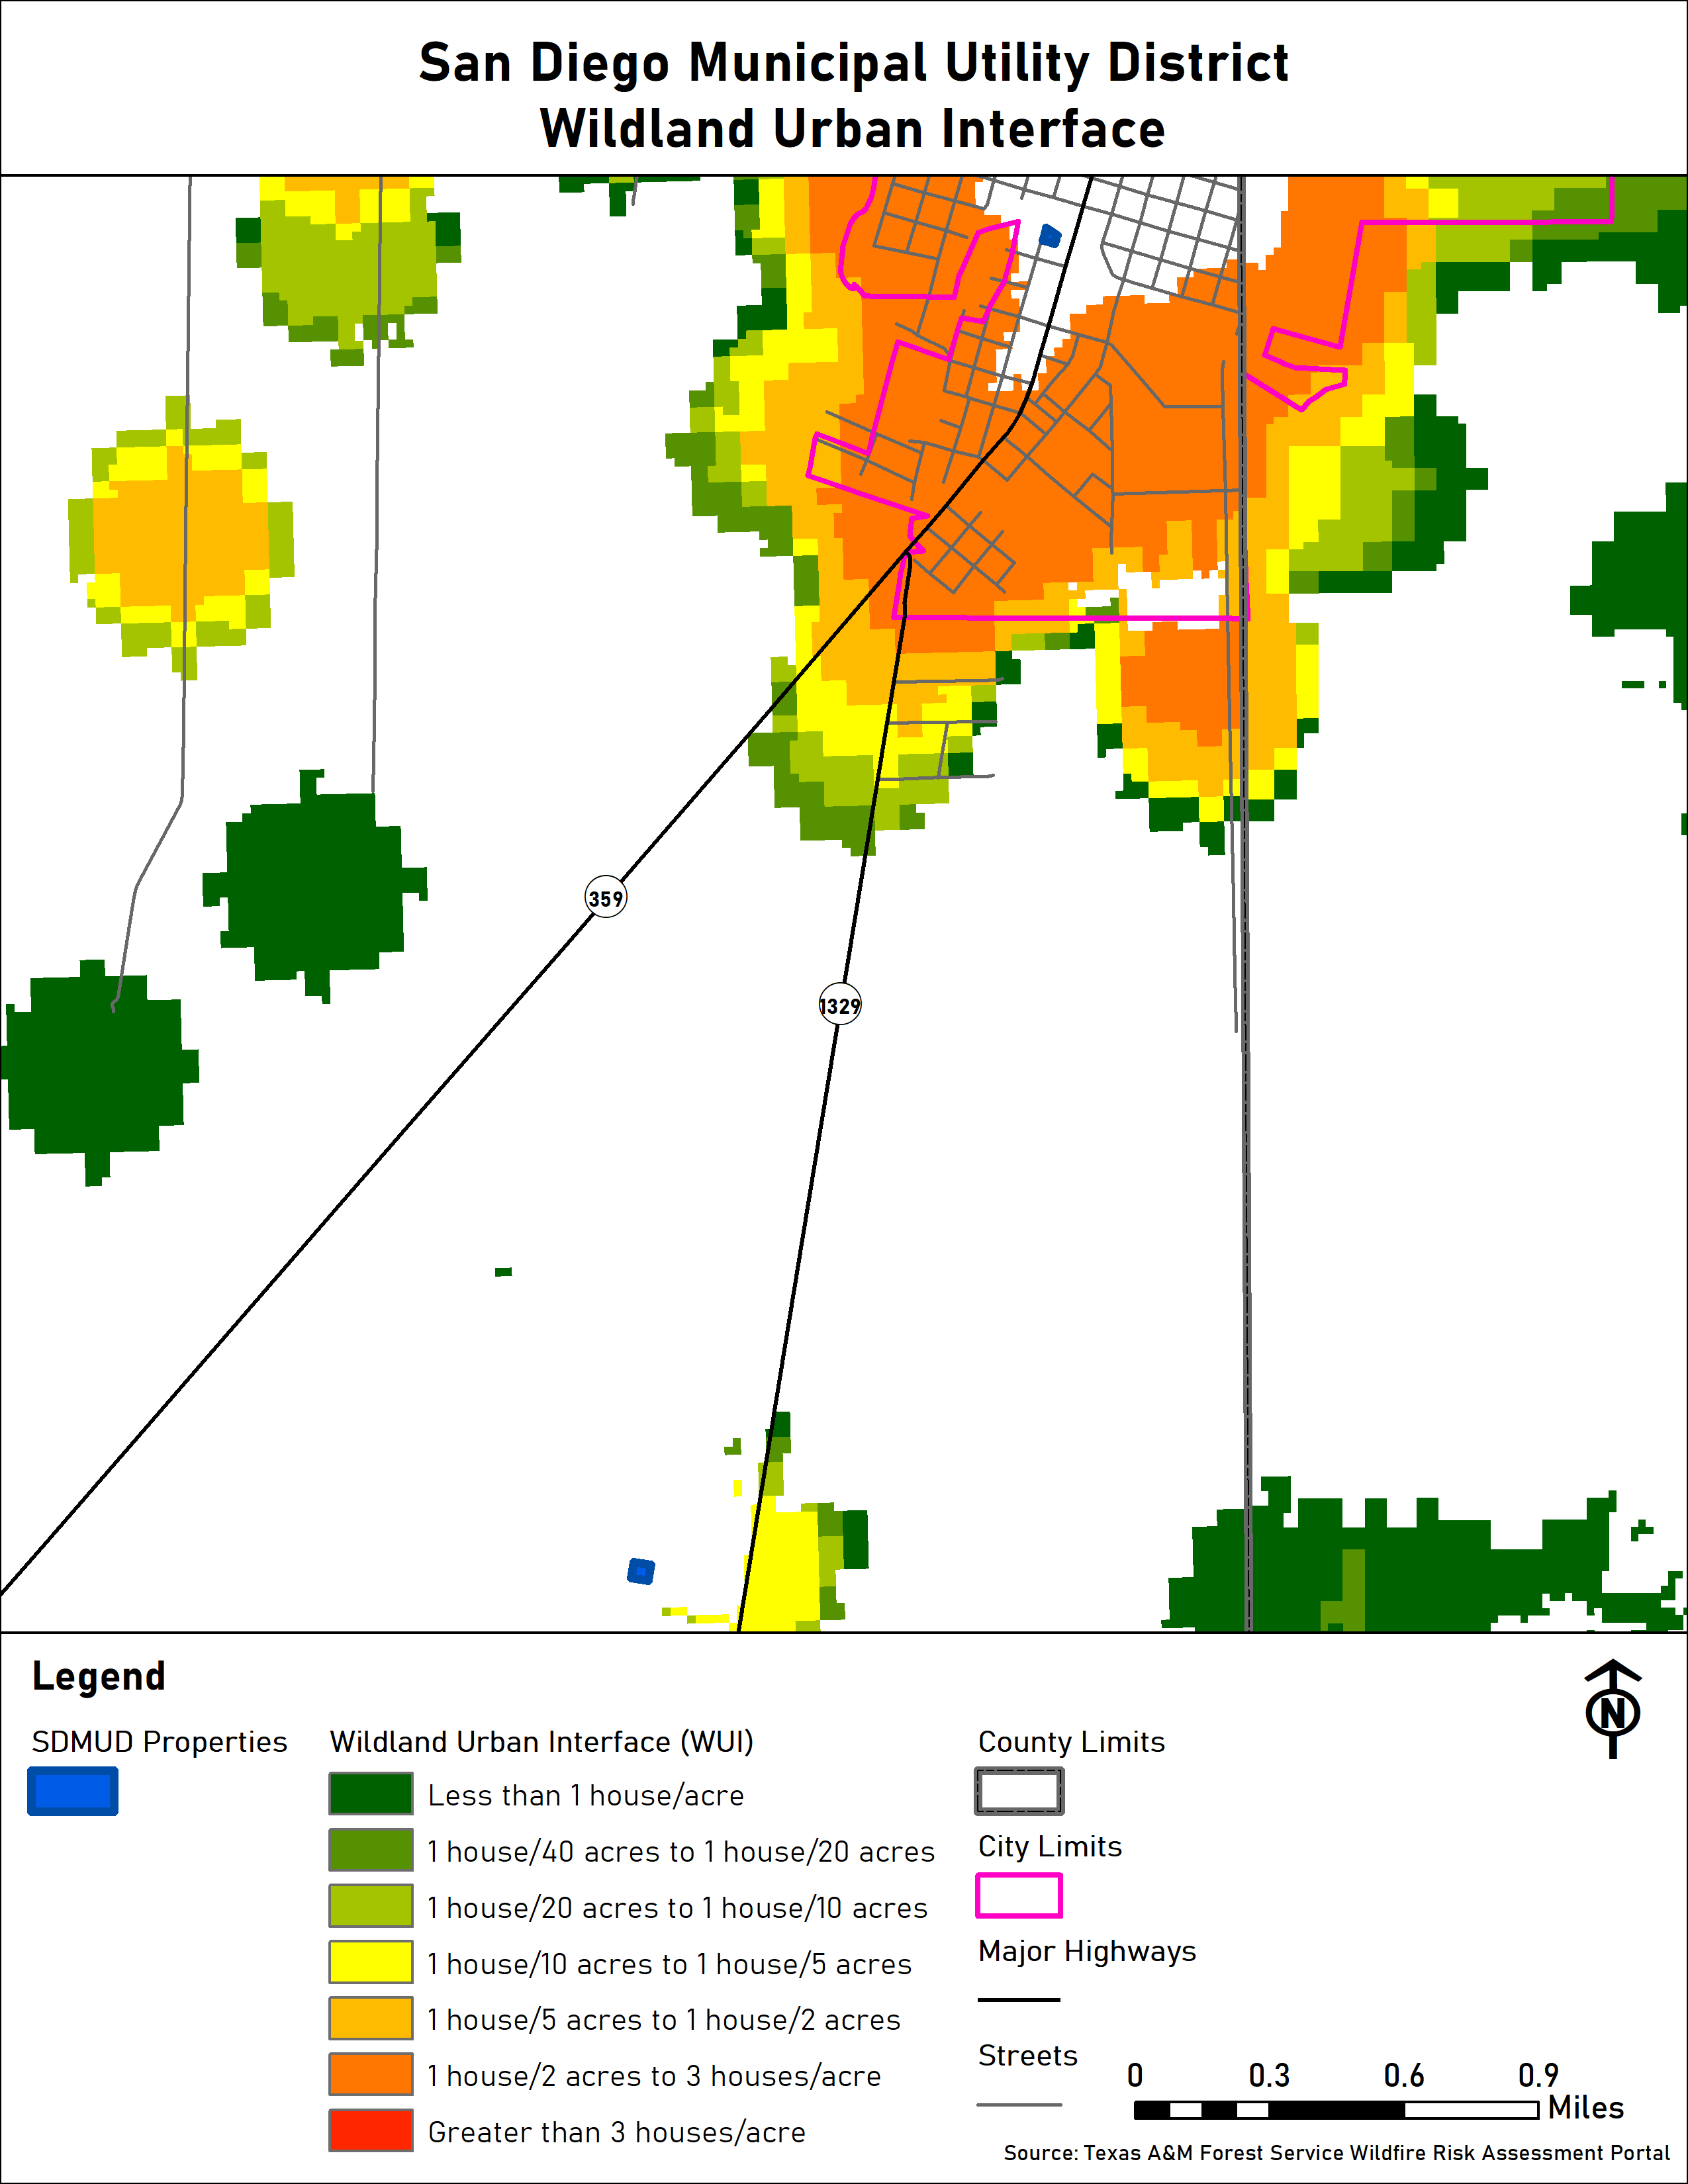 San Diego Municipal Utility District
Wildland Urban Interface
359
1329
Legend
N
SDMUD Properties
Wildland Urban Interface (WUI)
Less than 1 house/acre
1 house/40 acres to 1 house/20 acres
1 house/20 acres to 1 house/10 acres
1 house/10 acres to 1 house/5 acres
1 house/5 acres to 1 house/2 acres
1 house/2 acres to 3 houses/acre
Greater than 3 houses/acre
County Limits
City Limits
Major Highways
Streets
0 0.3 0.6 0.9
Miles
Source: Texas A&M Forest Service Wildfire Risk Assessment Portal